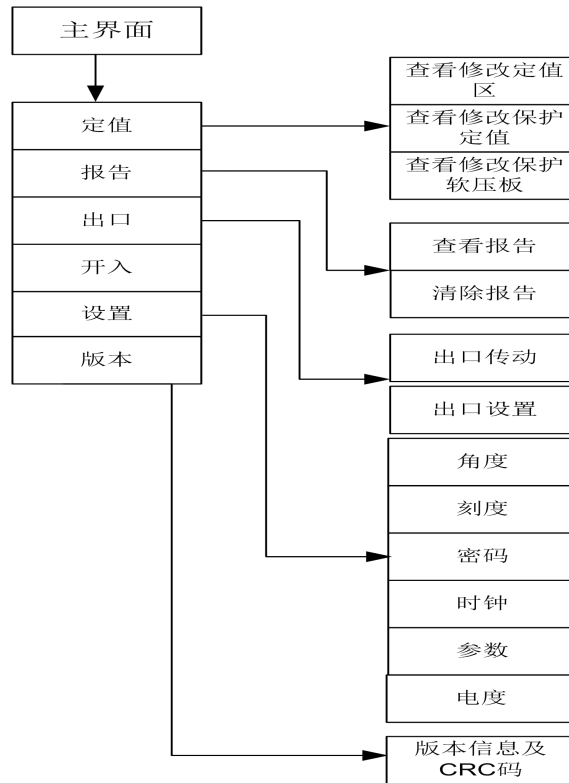 主界面
定值
报告
出口
开入
设置
版本
查看修改定值
区
查看修改保护
定值
查看修改保护
软压板
查看报告
清除报告
出口传动
出口设置
角度
刻度
密码
时钟
参数
电度
版本信息及
CRC码